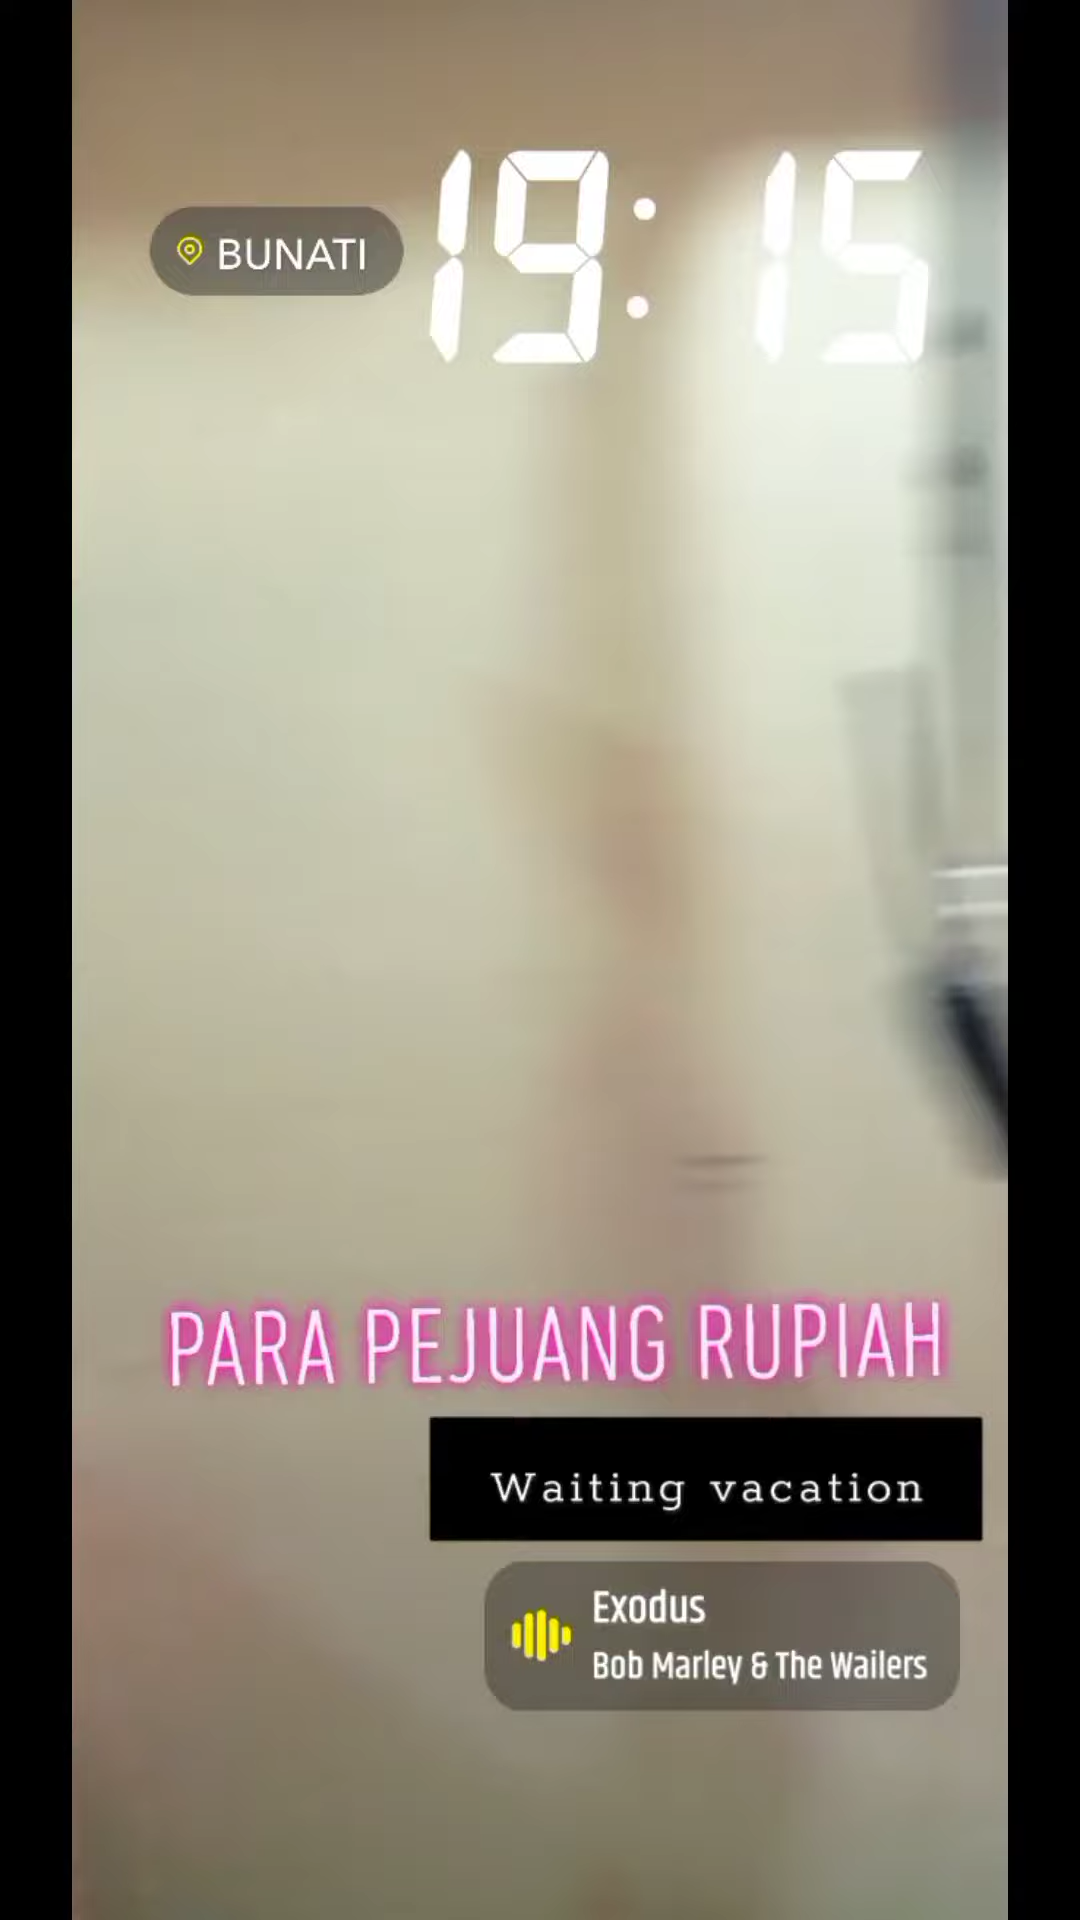 BUNATI
19:15
PARA PEJUANG RUPIAH
Waiting vacation
Exodus
Bob Marley & The Wailers